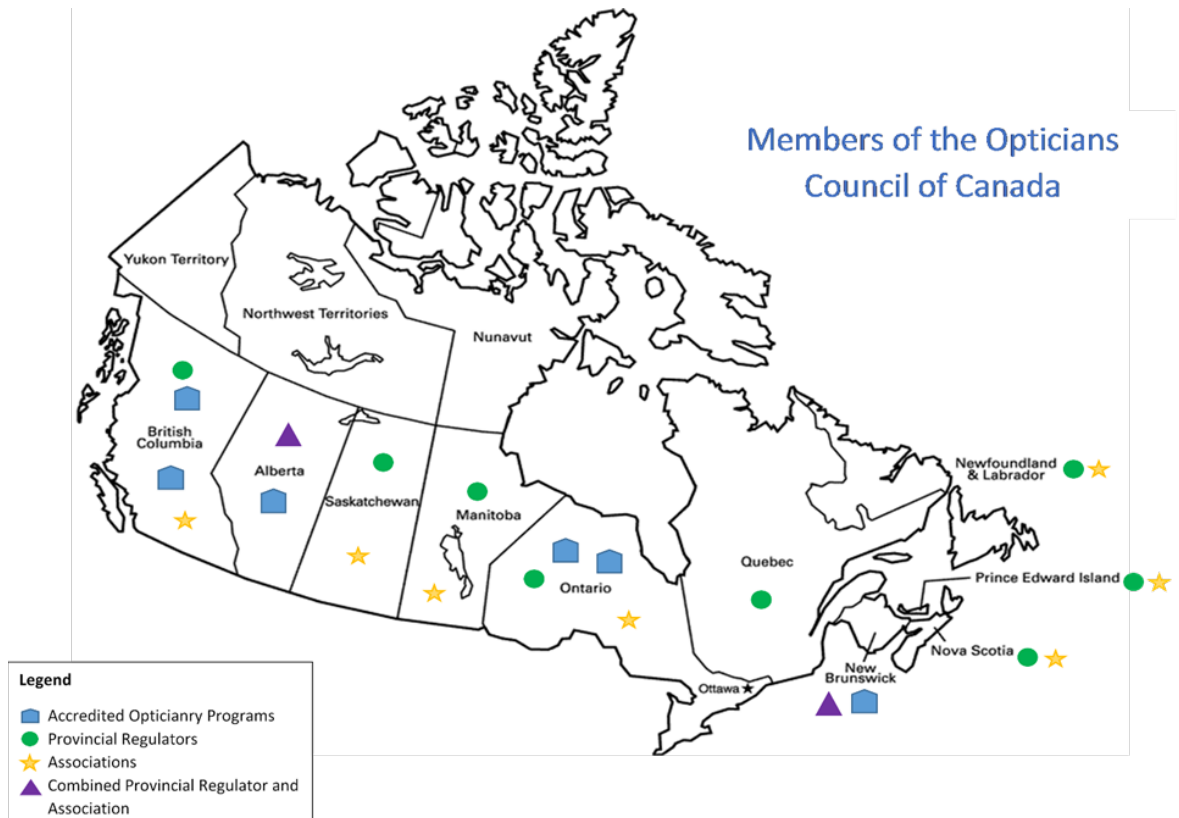 Members of the Opticians
Council of Canada
Yukon Territory
Northwest Territories
Nunavut
British
Columbia
Alberta
Saskatchewan
Manitoba
Ontario
Quebec
Newfoundland
& Labrador
Prince Edward Island
Nova Scotia
New
Brunswick
Ottawa
Legend
Accredited Opticianry Programs
Provincial Regulators
Associations
Combined Provincial Regulator and
Association